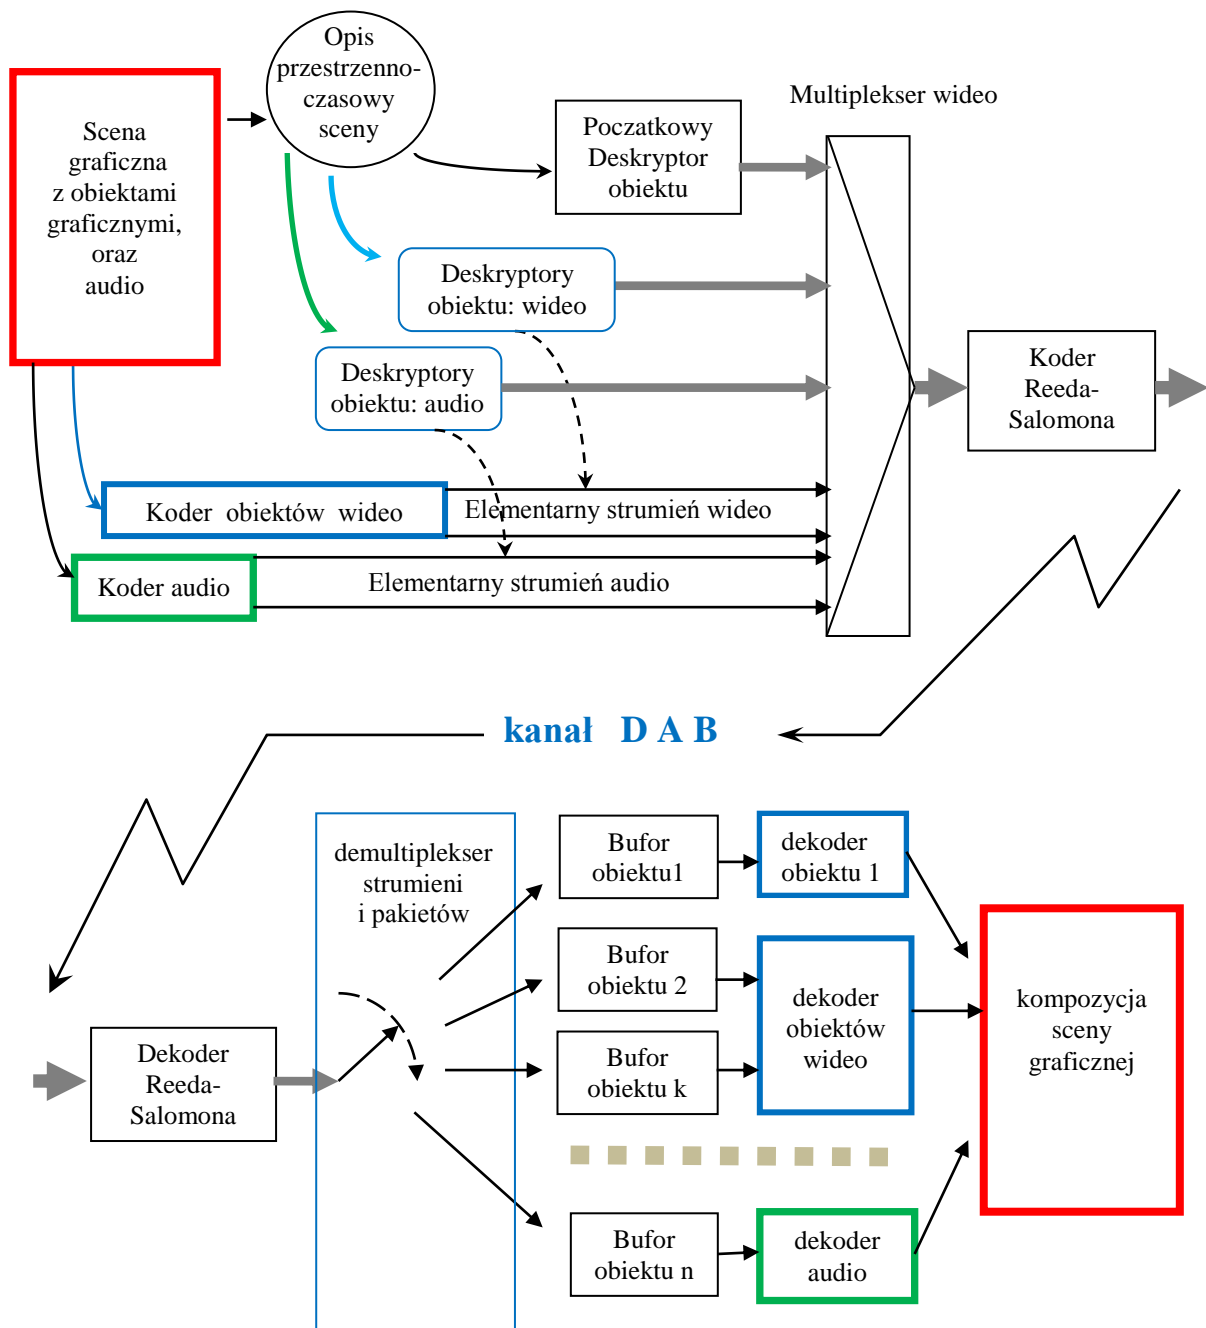 Opis
przestrzenno-
czasowy
sceny
Scena
graficzna
z obiektami
graficznymi,
oraz
audio
Multiplekser wideo
Poczatkowy
Deskryptor
obiektu
Deskryptory
obiektu: wideo
Deskryptory
obiektu: audio
Koder
Reeda-
Salomona
Koder obiektów wideo
Elementarny strumień wideo
Koder audio
Elementarny strumień audio
kanał D A B
demultiplekser
strumieni
i pakietów
Bufor
obiektu1
dekoder
obiektu 1
Bufor
obiektu 2
dekoder
obiektów
wideo
kompozycja
sceny
graficznej
Dekoder
Reeda-
Salomona
Bufor
obiektu k
Bufor
obiektu n
dekoder
audio